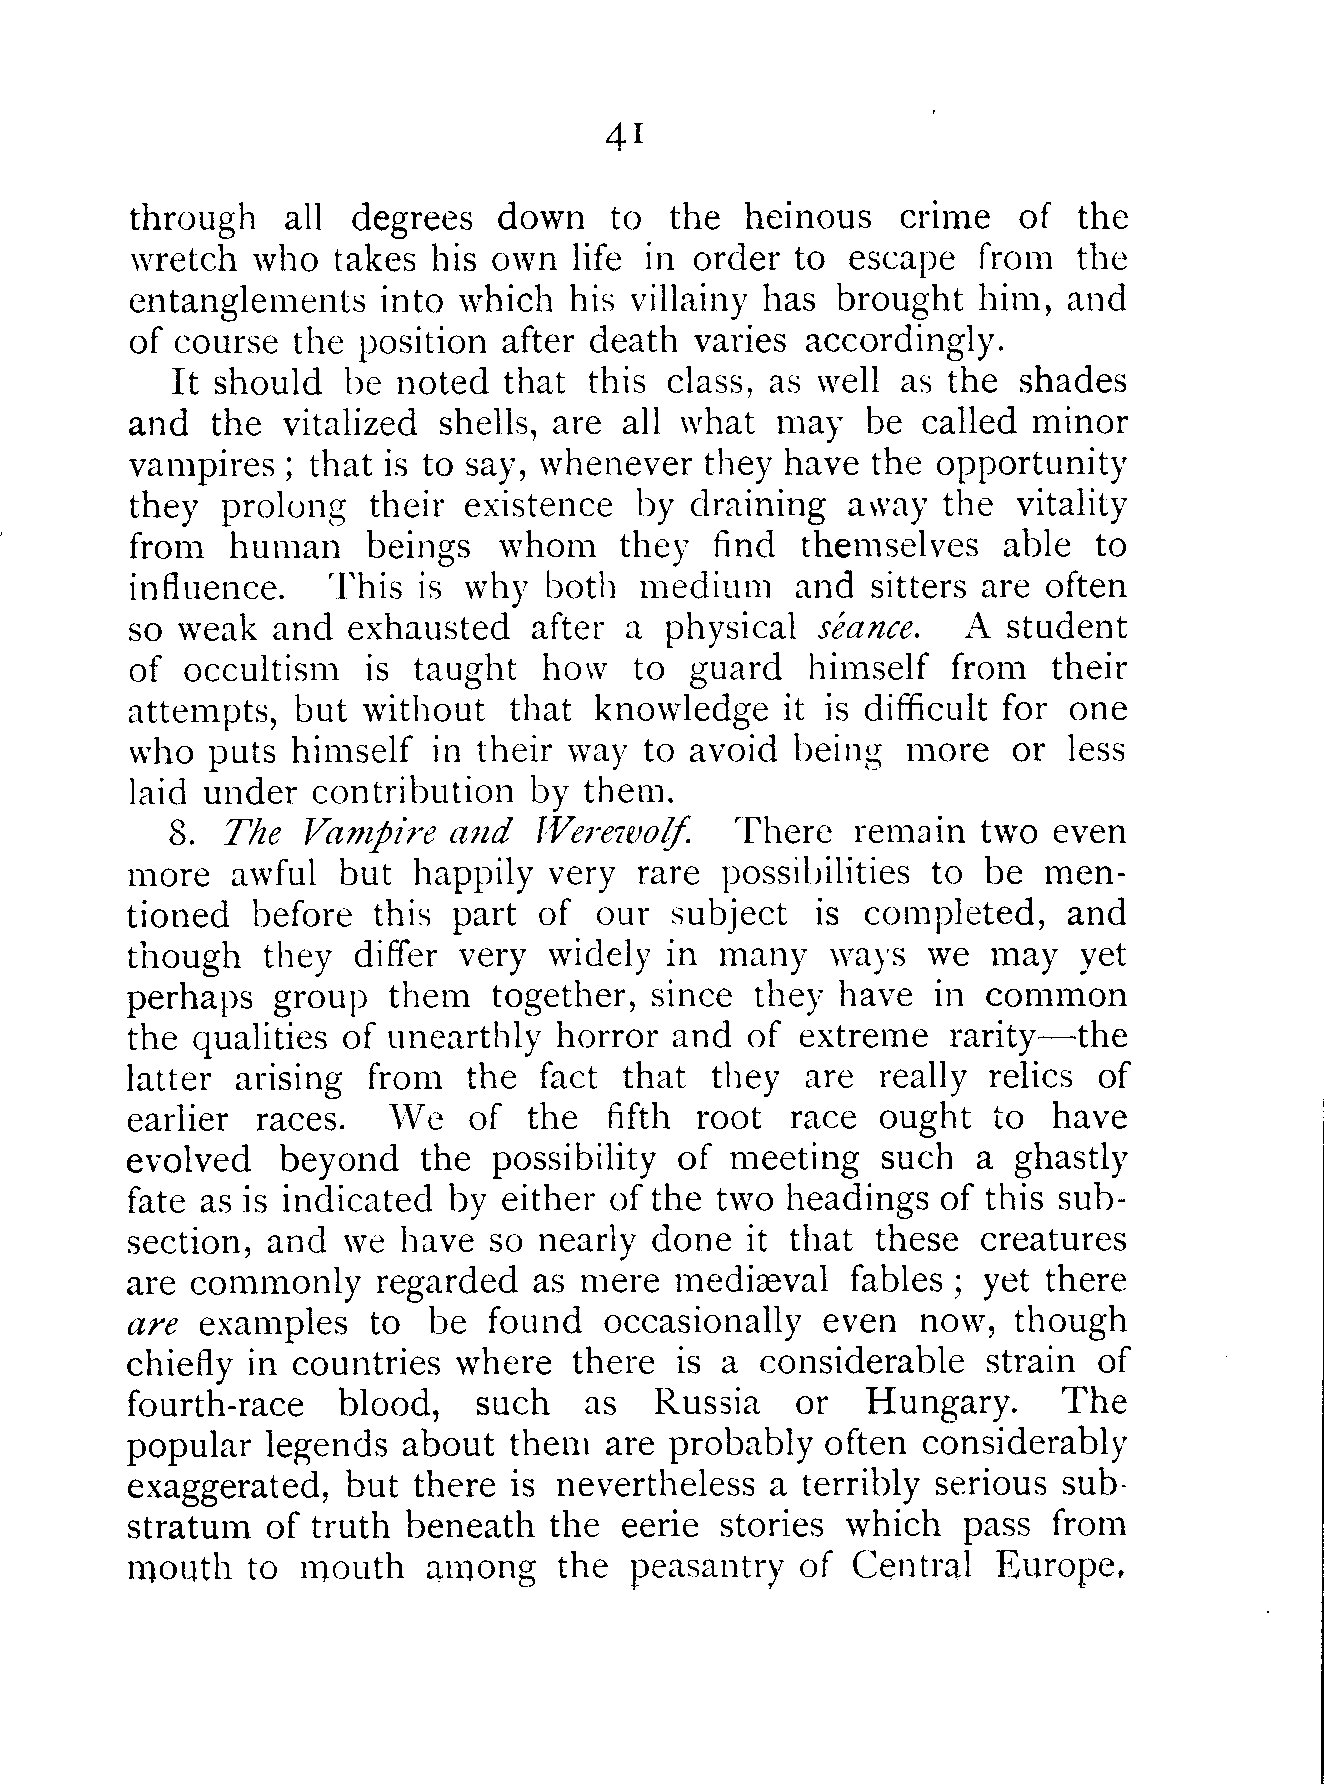 41
through all degrees down to the heinous crime of the
wretch who takes his own life in order to escape from the
entanglements into which his villainy has brought him, and
of course the position after death varies accordingly.
It should be noted that this class, as well as the shades
and the vitalized shells, are all what may be called minor
vampires ; that is to say, whenever they have the opportunity
they prolong their existence by draining away the vitality
from human beings whom they find themselves able to
influence. This is why both medium and sitters are often
so weak and exhausted after a physical séance. A student
of occultism is taught how to guard himself from their
attempts, but without that knowledge it is difficult for one
who puts himself in their way to avoid being more or less
laid under contribution by them.
8. The Vampire and Werewolf. There remain two even
more awful but happily very rare possibilities to be men-
tioned before this part of our subject is completed, and
though they differ very widely in many ways we may yet
perhaps group them together, since they have in common
the qualities of unearthly horror and of extreme rarity—the
latter arising from the fact that they are really relics of
earlier races. We of the fifth root race ought to have
evolved beyond the possibility of meeting such a ghastly
fate as is indicated by either of the two headings of this sub-
section, and we have so nearly done it that these creatures
are commonly regarded as mere mediæval fables ; yet there
are examples to be found occasionally even now, though
chiefly in countries where there is a considerable strain of
fourth-race blood, such as Russia or Hungary. The
popular legends about them are probably often considerably
exaggerated, but there is nevertheless a terribly serious sub-
stratum of truth beneath the eerie stories which pass from
mouth to mouth among the peasantry of Central Europe.